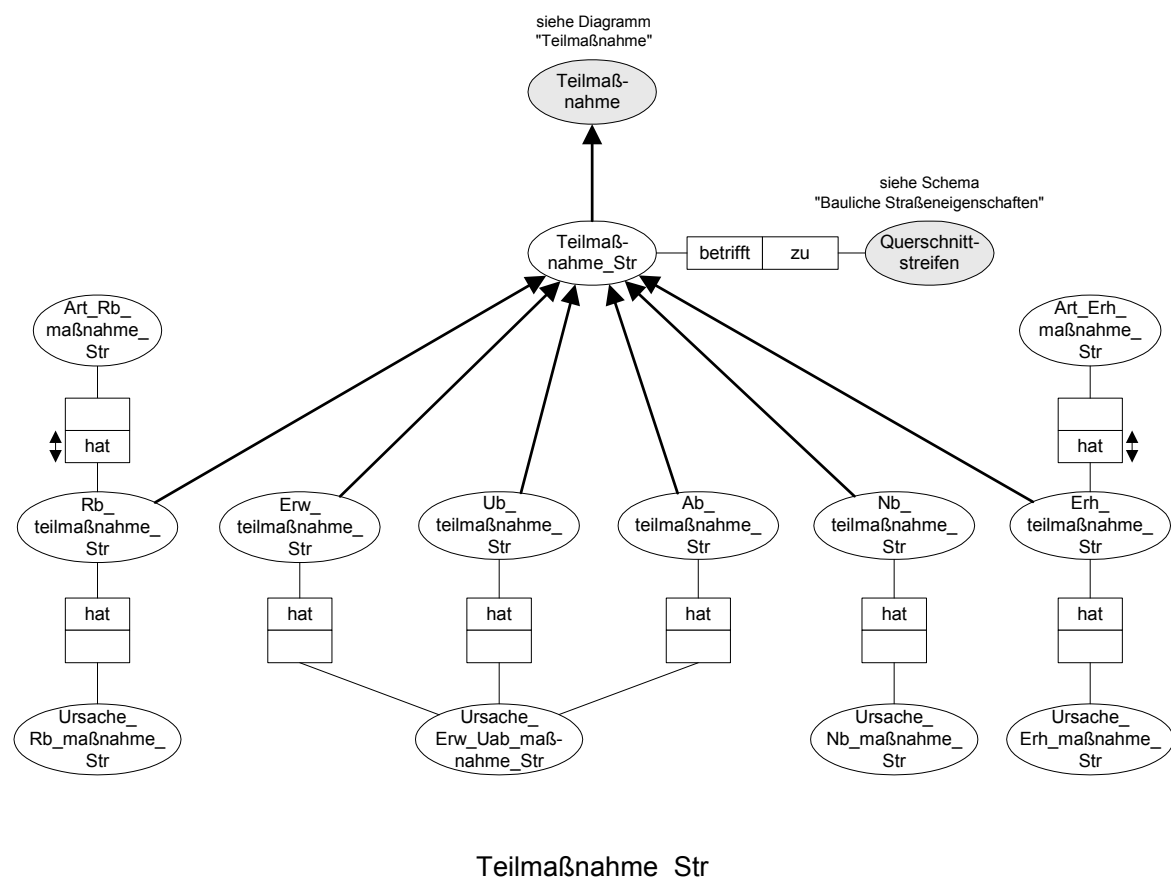 siehe Diagramm
"Teilmaßnahme"
Teilmaß-
nahme
siehe Schema
"Bauliche Straßeneigenschaften"
Teilmaß-
nahme_Str
betrifft
zu
Querschnitt-
streifen
Art_Rb_
maßnahme_
Str
Art_Erh_
maßnahme_
Str
hat
hat
Rb_
teilmaßnahme_
Str
Erw_
teilmaßnahme_
Str
Ub_
teilmaßnahme_
Str
Ab_
teilmaßnahme_
Str
Nb_
teilmaßnahme_
Str
Erh_
teilmaßnahme_
Str
hat
hat
hat
hat
hat
hat
Ursache_
Rb_maßnahme_
Str
Ursache_
Erw_Uab_maß-
nahme_Str
Ursache_
Nb_maßnahme_
Str
Ursache_
Erh_maßnahme_
Str
Teilmaßnahme_Str